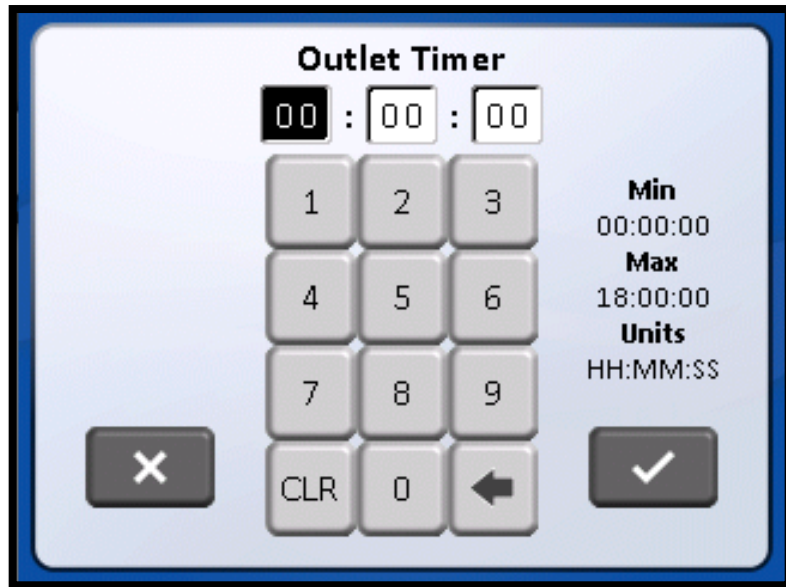 Outlet Timer
00 : 00 : 00
1 2 3
4 5 6
7 8 9
CLR 0
Min
00:00:00
Max
18:00:00
Units
HH:MM:SS